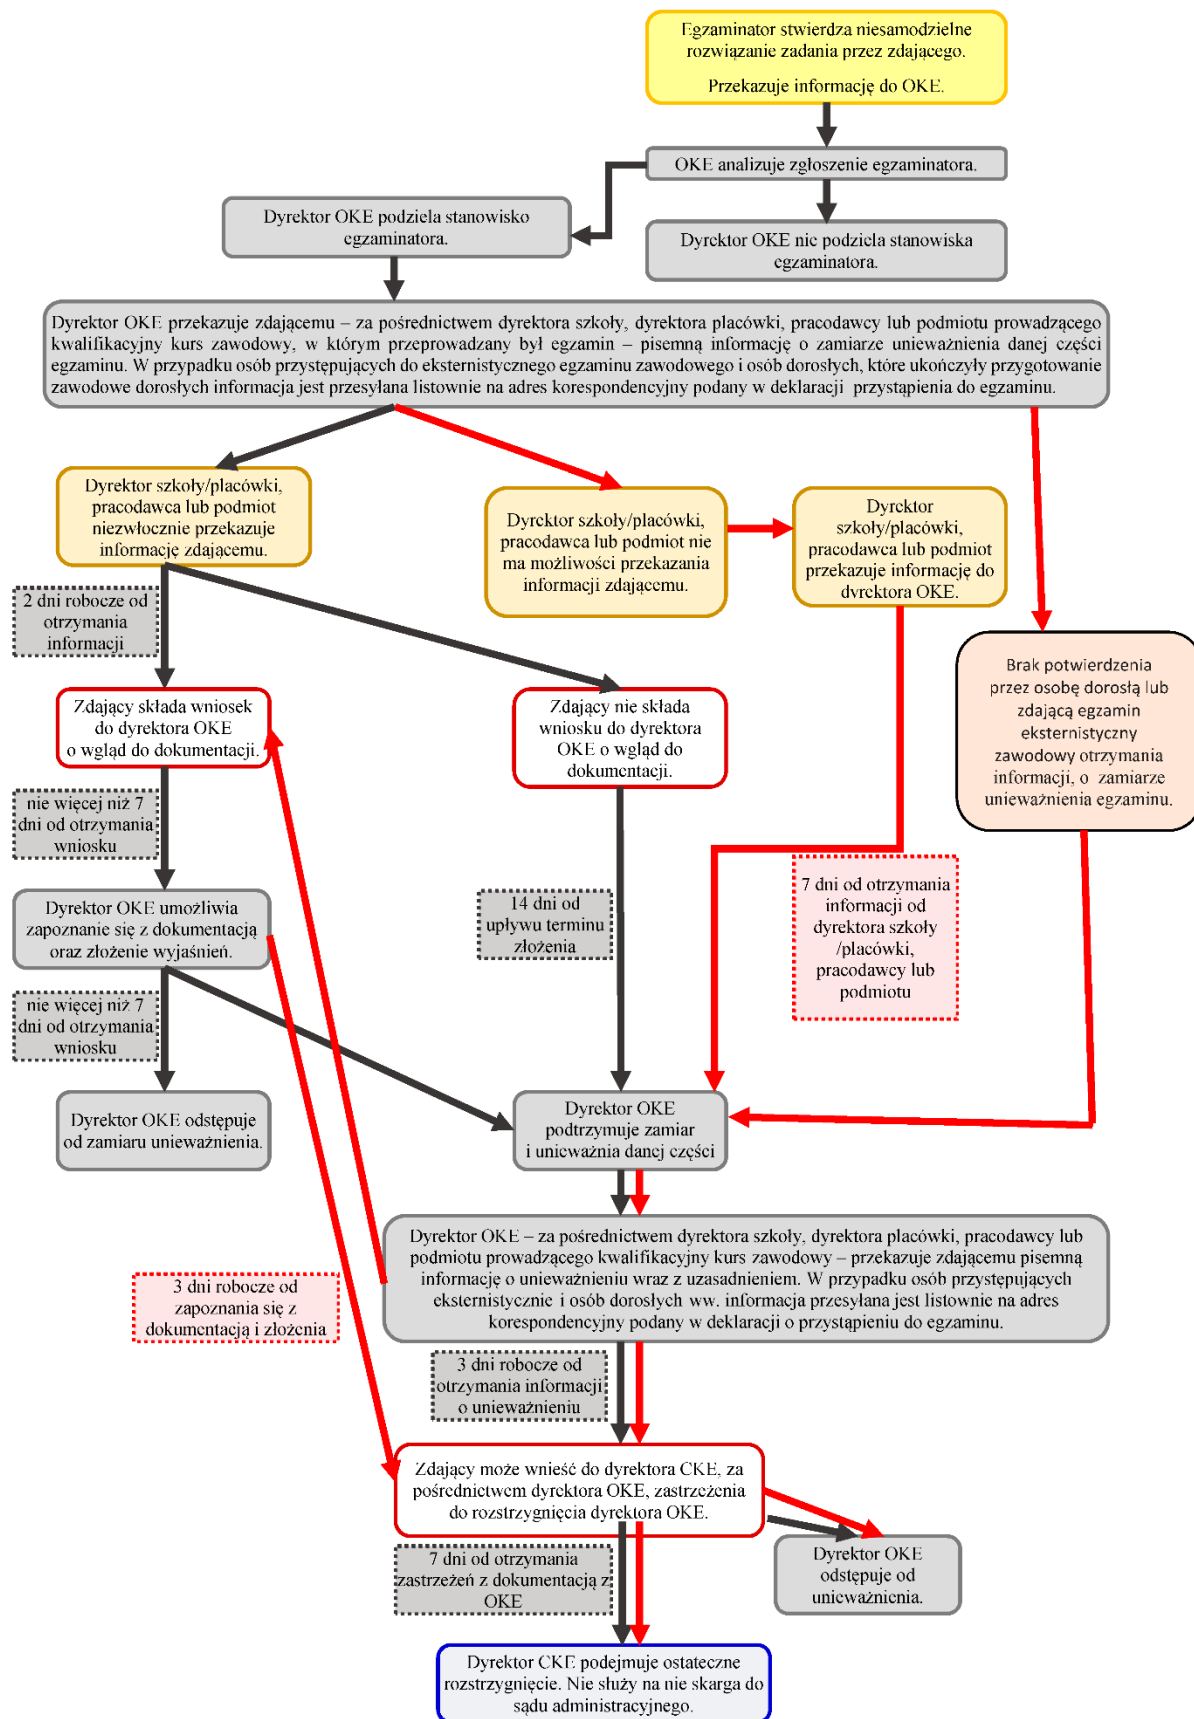 Egzaminator stwierdza niesamodzielne
rozwiązanie zadania przez zdającego.
Przekazuje informację do OKE.
OKE analizuje zgłoszenie egzaminatora.
Dyrektor OKE podziela stanowisko
egzaminatora.
Dyrektor OKE nie podziela stanowiska
egzaminatora.
Dyrektor OKE przekazuje zdającemu – za pośrednictwem dyrektora szkoły, dyrektora placówki, pracodawcy lub podmiotu prowadzącego
kwalifikacyjny kurs zawodowy, w którym przeprowadzany był egzamin – pisemną informację o zamiarze unieważnienia danej części
egzaminu. W przypadku osób przystępujących do eksternistycznego egzaminu zawodowego i osób dorosłych, które ukończyły przygotowanie
zawodowe dorosłych informacja jest przesyłana listownie na adres korespondencyjny podany w deklaracji przystąpienia do egzaminu.
Dyrektor szkoły/placówki,
pracodawca lub podmiot
niezwłocznie przekazuje
informację zdającemu.
Dyrektor szkoły/placówki,
pracodawca lub podmiot nie
ma możliwości przekazania
informacji zdającemu.
Dyrektor
szkoły/placówki,
pracodawca lub podmiot
przekazuje informację do
dyrektora OKE.
2 dni robocze od
otrzymania
informacji
Brak potwierdzenia
przez osobę dorosłą lub
zdającą egzamin
eksternistyczny
zawodowy otrzymania
informacji, o zamiarze
unieważnienia egzaminu.
Zdający składa wniosek
do dyrektora OKE
o wgląd do dokumentacji.
Zdający nie składa
wniosku do dyrektora
OKE o wgląd do
dokumentacji.
nie więcej niż 7
dni od otrzymania
wniosku
14 dni od
upływu terminu
złożenia
7 dni od otrzymania
informacji od
dyrektora szkoły
/placówki,
pracodawcy lub
podmiotu
Dyrektor OKE umożliwia
zapoznanie się z dokumentacją
oraz złożenie wyjaśnień.
nie więcej niż 7
dni od otrzymania
wniosku
Dyrektor OKE odstępuje
od zamiaru unieważnienia.
Dyrektor OKE
podtrzymuje zamiar
i unieważnia danej części
Dyrektor OKE – za pośrednictwem dyrektora szkoły, dyrektora placówki, pracodawcy lub
podmiotu prowadzącego kwalifikacyjny kurs zawodowy – przekazuje zdającemu pisemną
informację o unieważnieniu wraz z uzasadnieniem. W przypadku osób przystępujących
eksternistycznie i osób dorosłych ww. informacja przesyłana jest listownie na adres
korespondencyjny podany w deklaracji o przystąpieniu do egzaminu.
3 dni robocze od
zapoznania się z
dokumentacją i złożenia
3 dni robocze od
otrzymania informacji
o unieważnieniu
Zdający może wnieść do dyrektora CKE, za
pośrednictwem dyrektora OKE, zastrzeżenia
do rozstrzygnięcia dyrektora OKE.
7 dni od otrzymania
zastrzeżeń z dokumentacją z
OKE
Dyrektor OKE
odstępuje od
unieważnienia.
Dyrektor CKE podejmuje ostateczne
rozstrzygnięcie. Nie służy na nie skarga do
sądu administracyjnego.